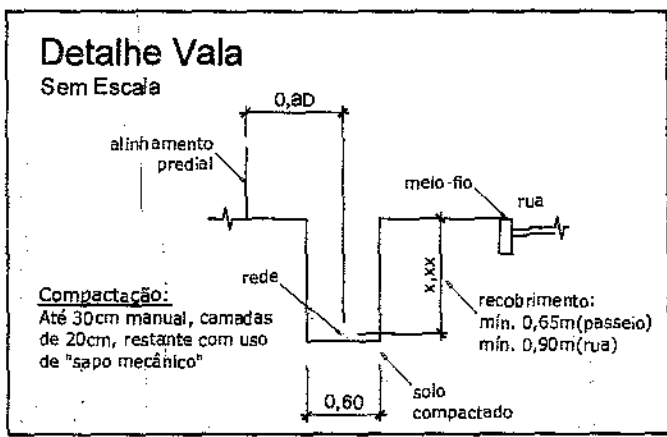 Detalhe Vala
Sem Escala
0,80
alinhamento
predial
meio-fio
rua
rede
x,xx
Compactação:
Até 30cm manual, camadas
de 20cm, restante com uso
de "sapo mecânico"
recobrimento:
mín. 0,65m(passeio)
mín. 0,90m(rua)
0,60
solo
compactado